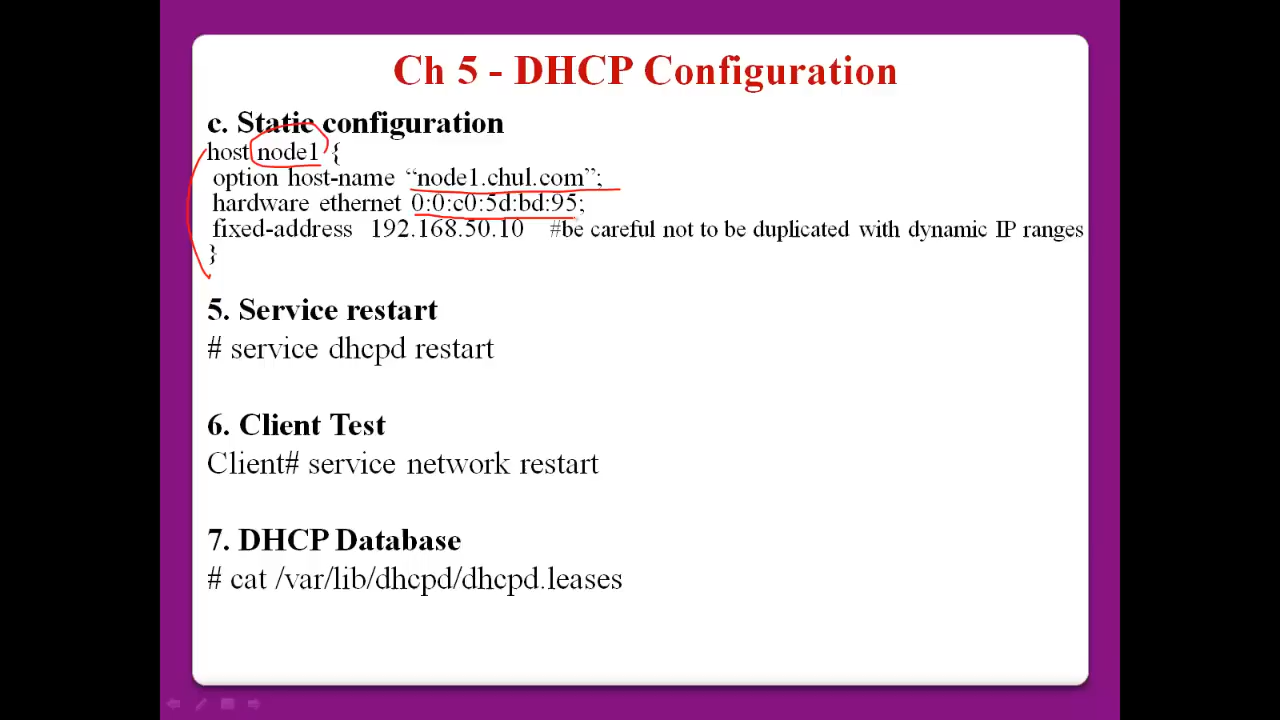 Ch 5 - DHCP Configuration
c. Static configuration
host node1 {
option host-name “node1.chul.com”;
hardware ethernet 0:0:c0:5d:bd:95;
fixed-address 192.168.50.10 #be careful not to be duplicated with dynamic IP ranges
}
5. Service restart
# service dhcpd restart
6. Client Test
Client# service network restart
7. DHCP Database
# cat /var/lib/dhcpd/dhcpd.leases